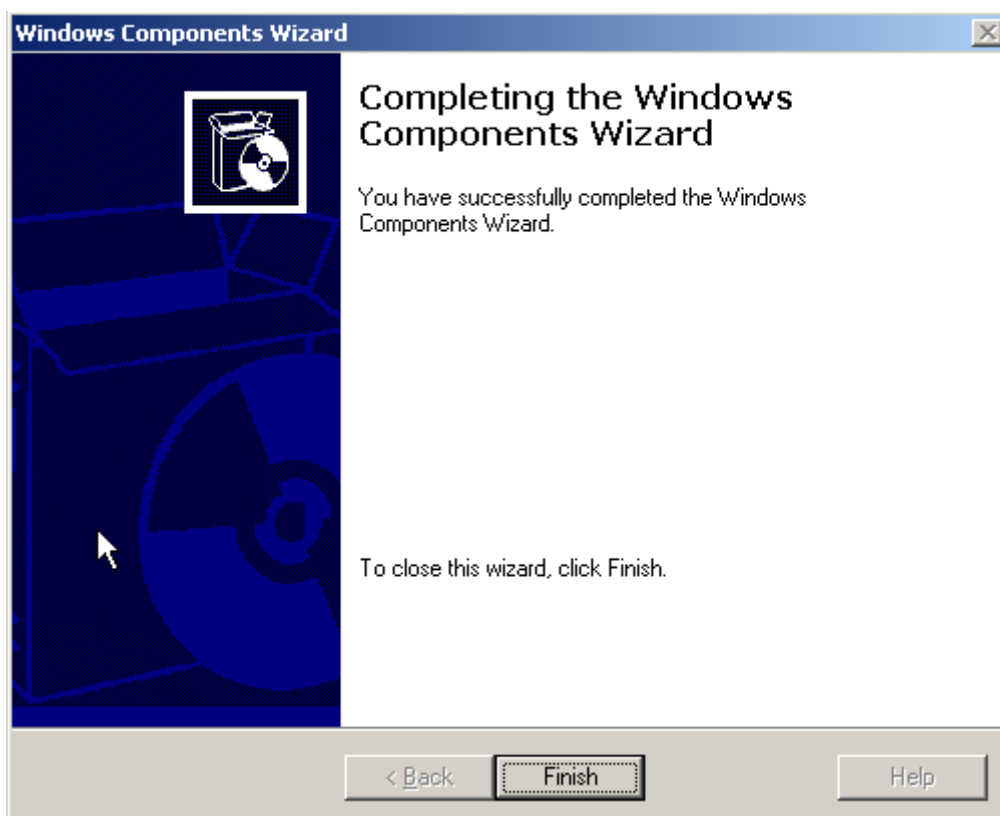 Windows Components Wizard
Completing the Windows
Components Wizard
You have successfully completed the Windows
Components Wizard.
To close this wizard, click Finish.
< Back
Finish
Help